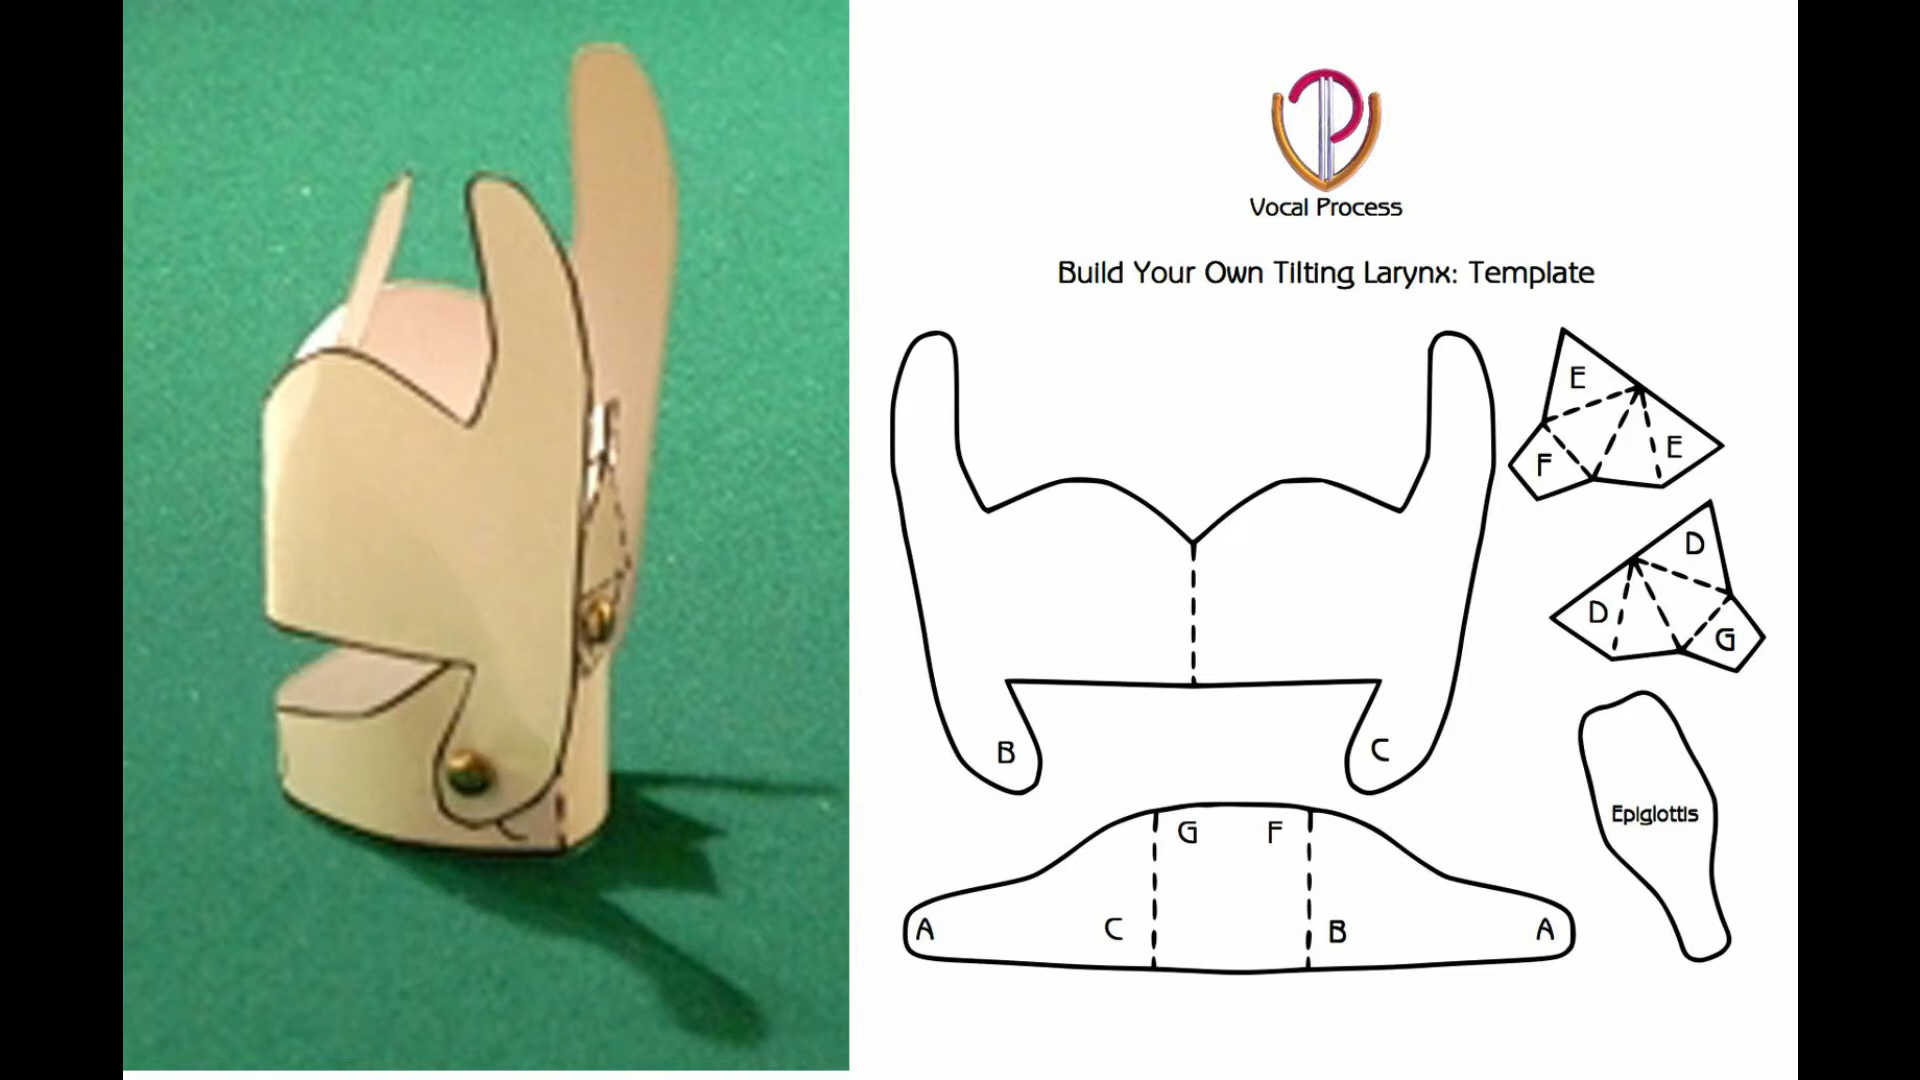 Vocal Process
Build Your Own Tilting Larynx: Template
E
E
F
D
D
G
B
C
Epiglottis
G
F
A
C
B
A